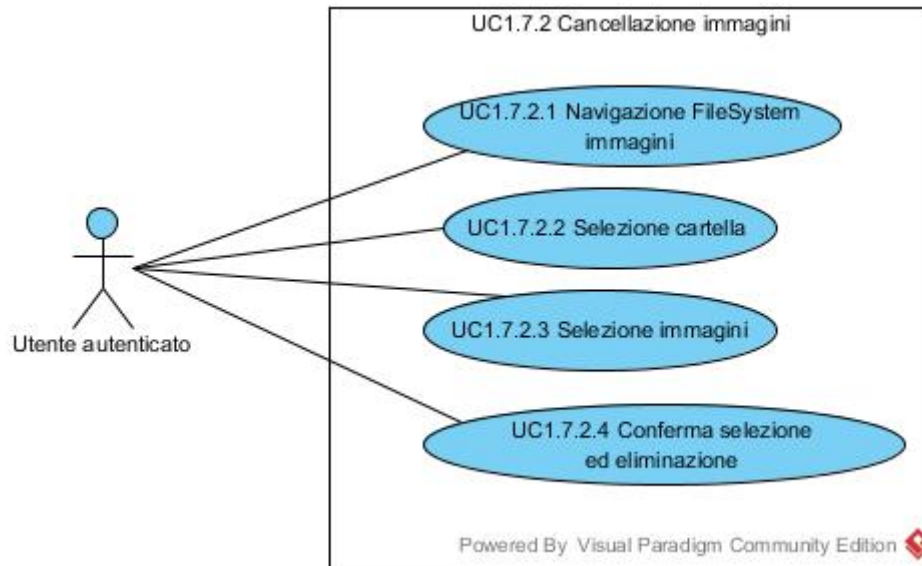 UC1.7.2 Cancellazione immagini
UC1.7.2.1 Navigazione FileSystem
immagini
UC1.7.2.2 Selezione cartella
UC1.7.2.3 Selezione immagini
Utente autenticato
UC1.7.2.4 Conferma selezione
ed eliminazione
Powered By Visual Paradigm Community Edition